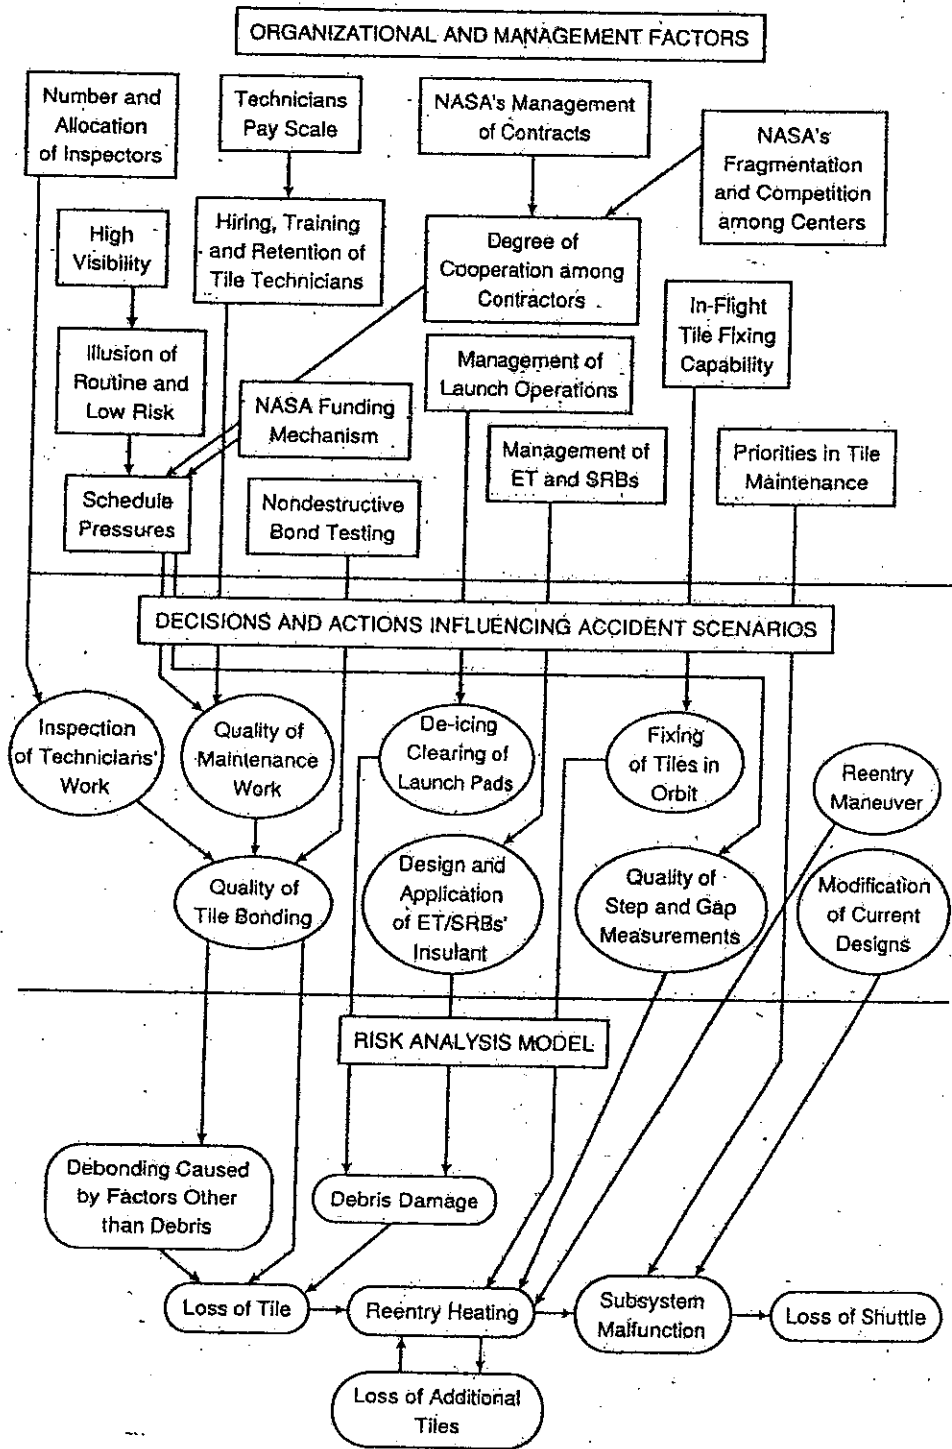 ORGANIZATIONAL AND MANAGEMENT FACTORS
Number and
Allocation
of Inspectors
Technicians
Pay Scale
NASA's Management
of Contracts
NASA's
Fragmentation
and Competition
among Centers
High
Visibility
Hiring, Training
and Retention of
Tile Technicians
Degree of
Cooperation among
Contractors
In-Flight
Tile Fixing
Capability
Illusion of
Routine and
Low Risk
Management of
Launch Operations
NASA Funding
Mechanism
Management of
ET and SRBs
Priorities in Tile
Maintenance
Schedule
Pressures
Nondestructive
Bond Testing
DECISIONS AND ACTIONS INFLUENCING ACCIDENT SCENARIOS
Inspection
of Technicians'
Work
Quality of
Maintenance
Work
De-icing
Clearing of
Launch Pads
Fixing
of Tiles in
Orbit
Reentry
Maneuver
Quality of
Tile Bonding
Design and
Application
of ET/SRBs'
Insulant
Quality of
Step and Gap
Measurements
Modification
of Current
Designs
RISK ANALYSIS MODEL
Debonding Caused
by Factors Other
than Debris
Debris Damage
Loss of Tile
Reentry Heating
Subsystem
Malfunction
Loss of Shuttle
Loss of Additional
Tiles